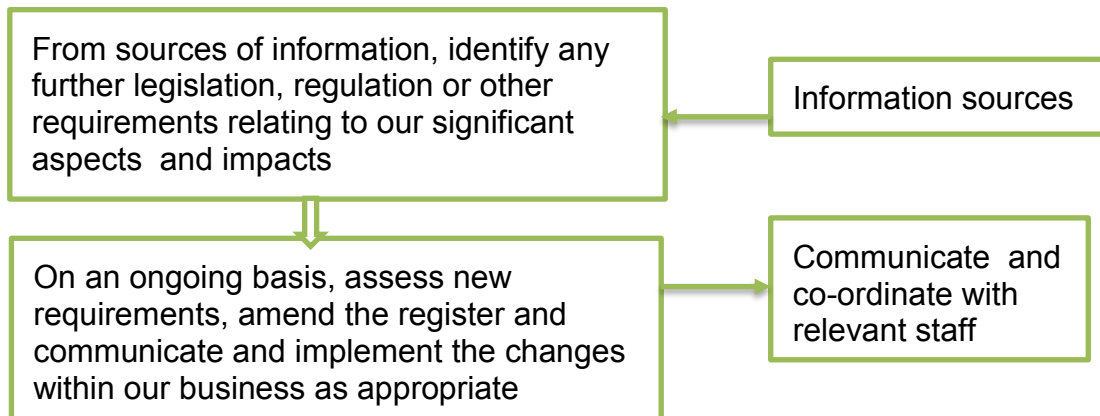 From sources of information, identify any
further legislation, regulation or other
requirements relating to our significant
aspects  and impacts
Information sources
On an ongoing basis, assess new
requirements, amend the register and
communicate and implement the changes
within our business as appropriate
Communicate  and
co-ordinate with
relevant staff